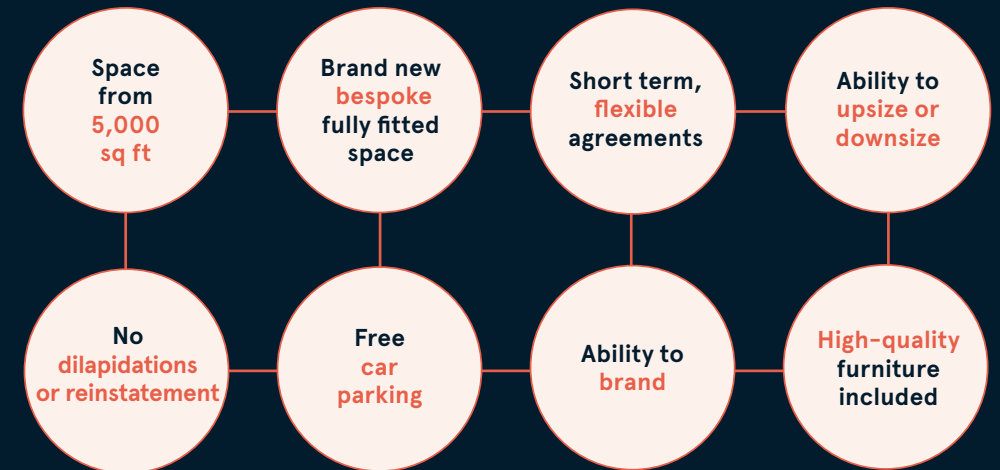 Space
from
5,000
sq ft
Brand new
bespoke
fully fitted
space
Short term,
flexible
agreements
Ability to
upsize or
downsize
No
dilapidations
or reinstatement
Free
car
parking
Ability to
brand
High-quality
furniture
included